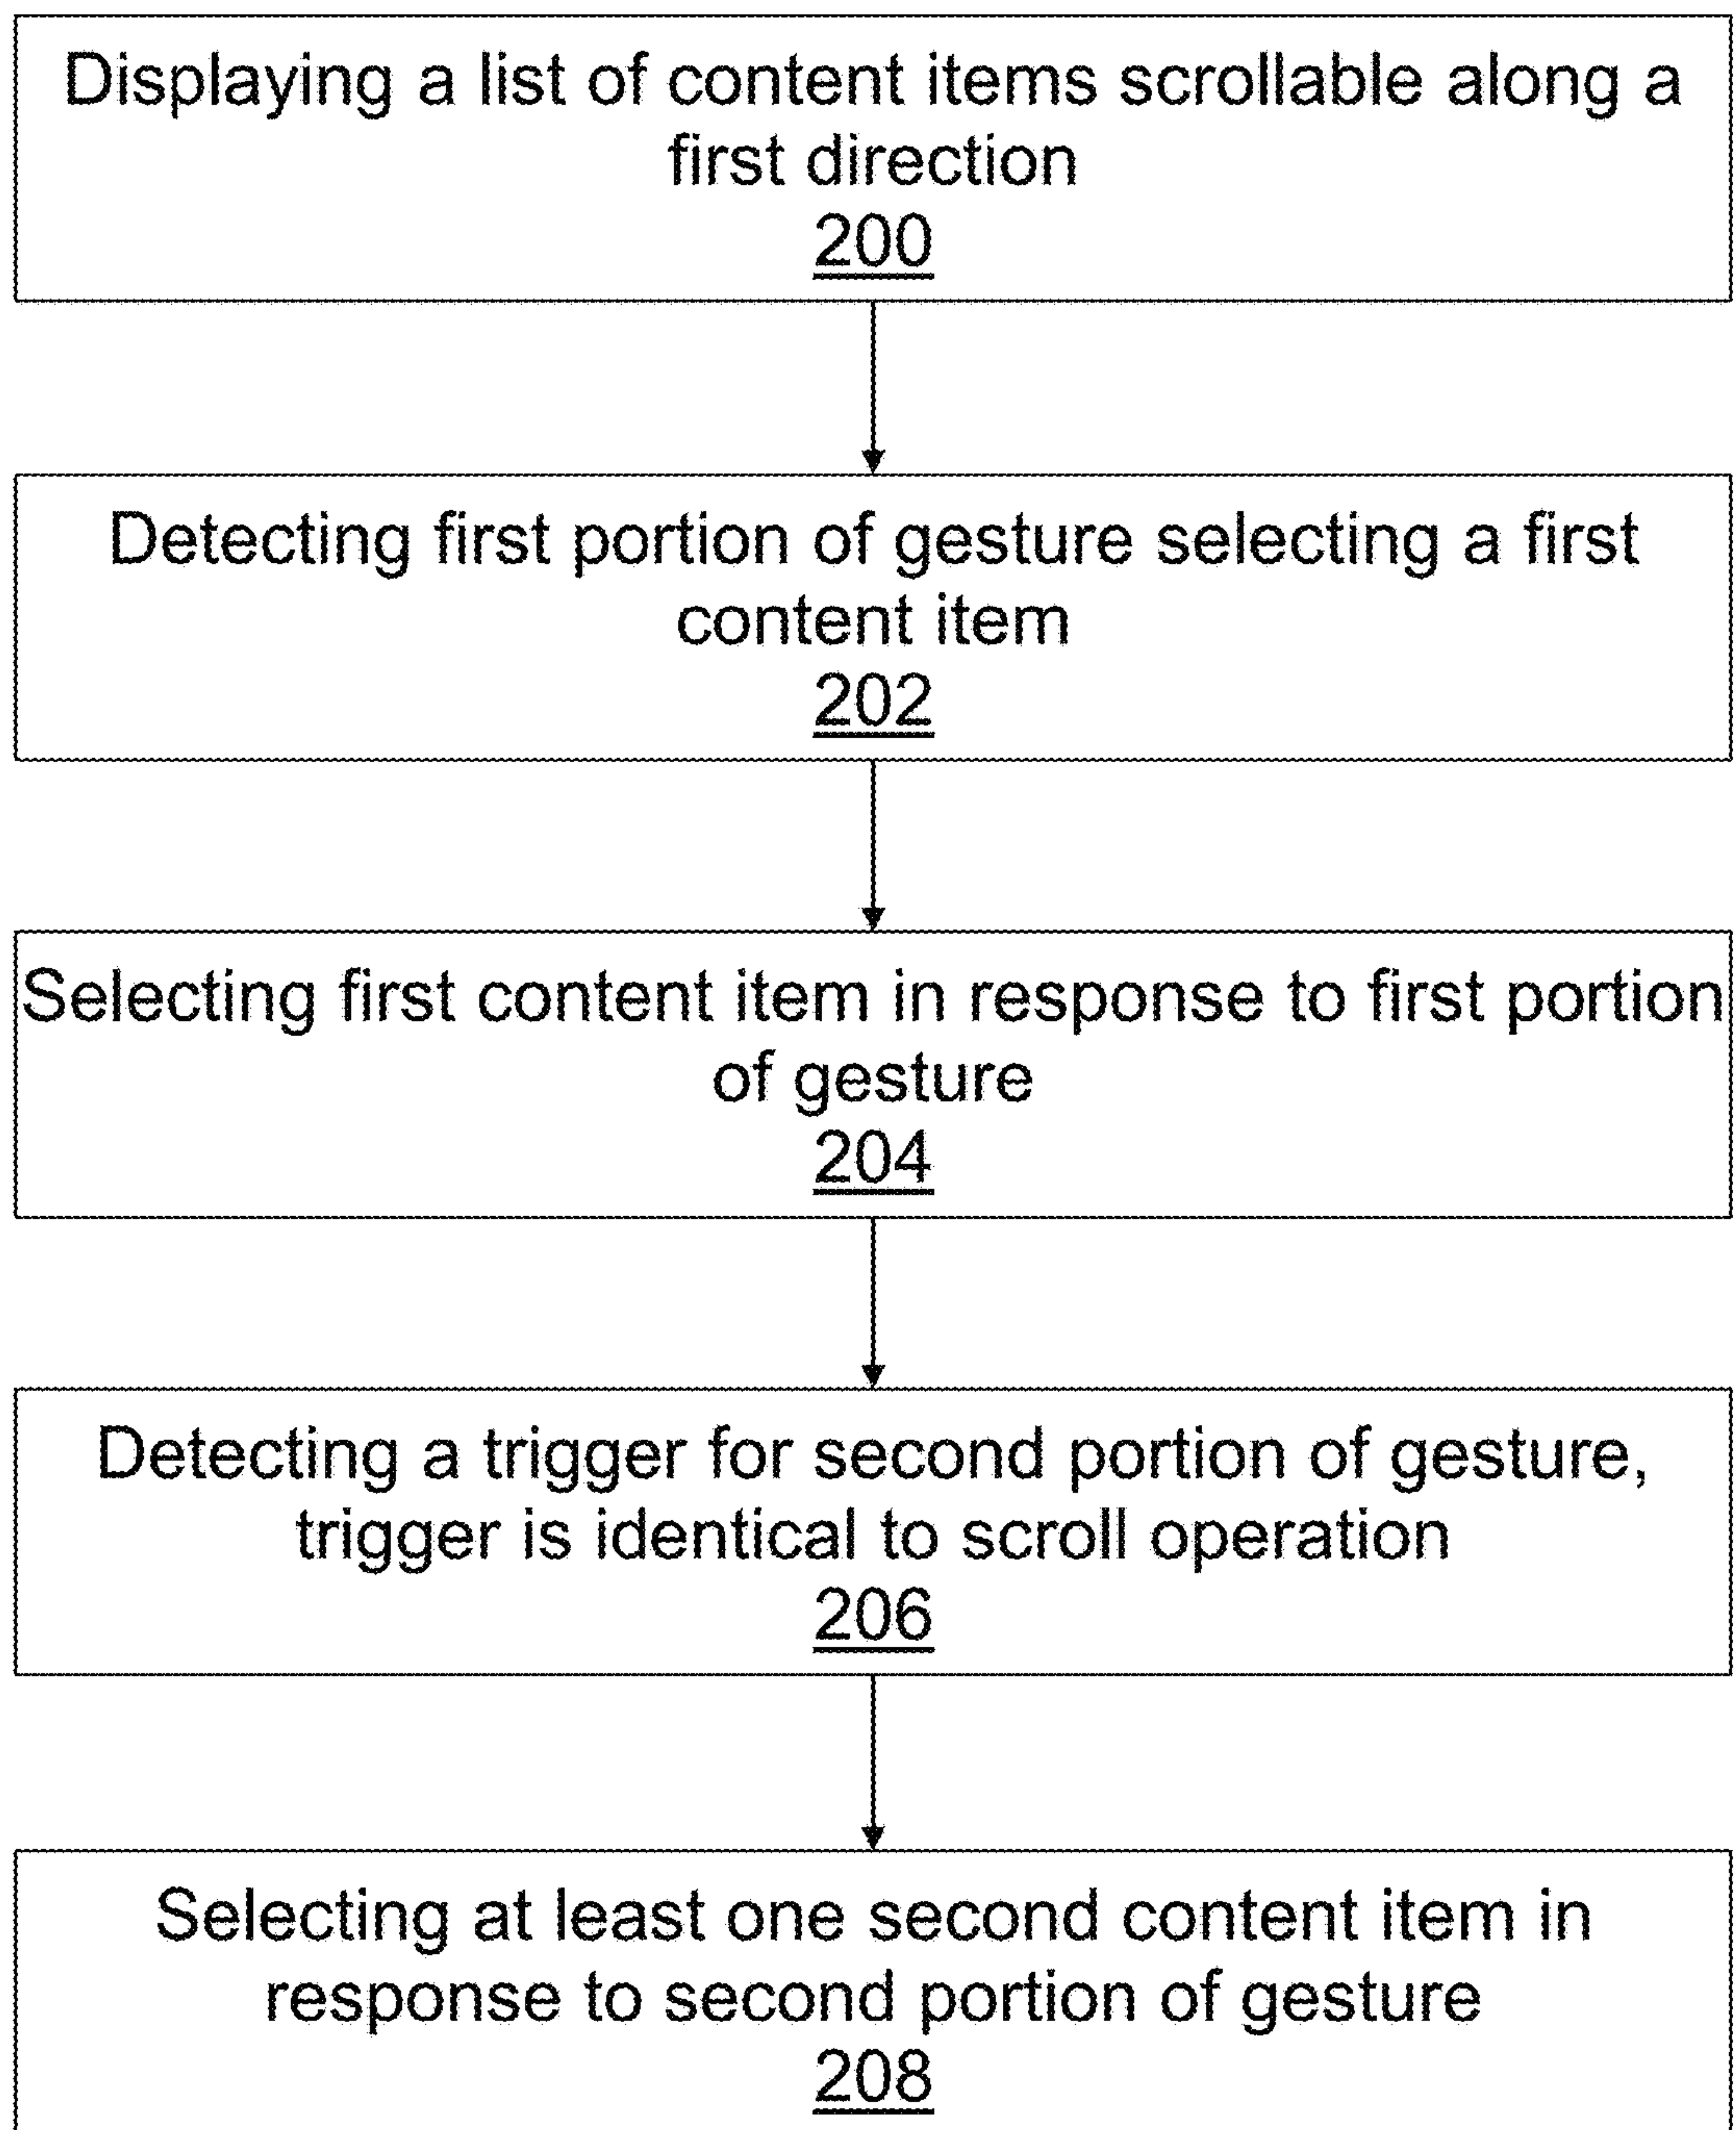 Displaying a list of content items scrollable along a
first direction
200
Detecting first portion of gesture selecting a first
content item
202
Selecting first content item in response to first portion
of gesture
204
Detecting a trigger for second portion of gesture,
trigger is identical to scroll operation
206
Selecting at least one second content item in
response to second portion of gesture
208